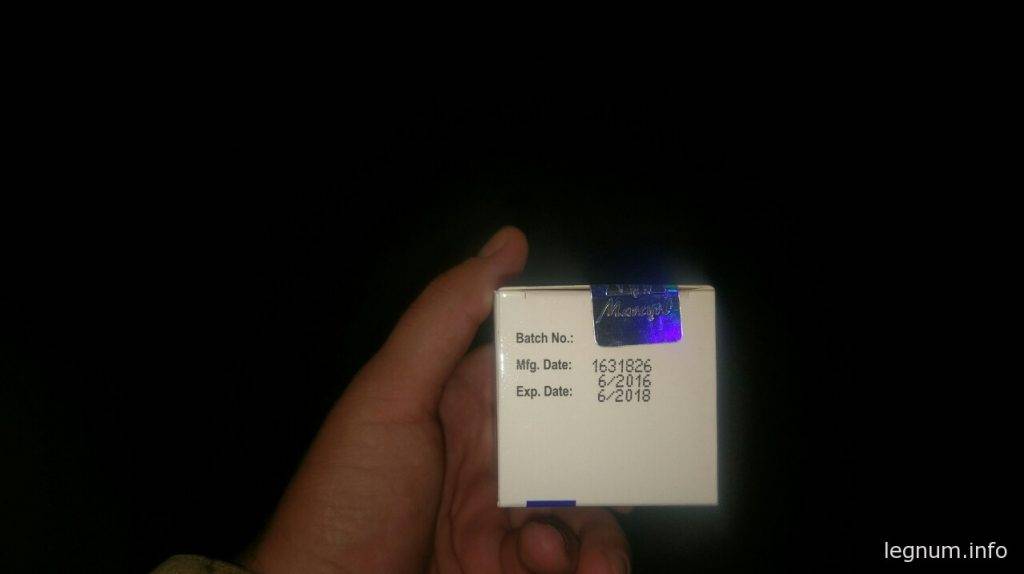 Batch No.:
Mfg. Date: 1631826
6/2016
Exp. Date: 6/2018
legnum.info